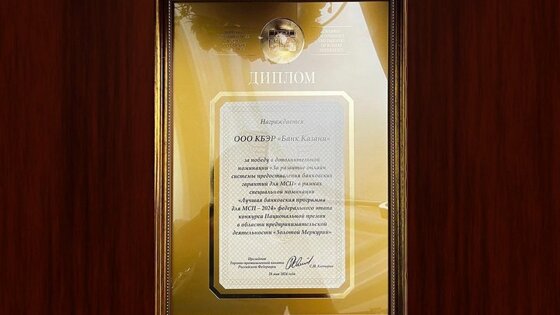 ДИПЛОМ
Награждается
ООО КБЭР «Банк Казани»
за победу в дополнительной
номинации «За развитие онлайн
системы предоставления банковских
гарантий для МСП» в рамках
специальной номинации
«Лучшая банковская программа
для МСП – 2024» федерального этапа
конкурса Национальной премии
в области предпринимательской
деятельности «Золотой Меркурий»
Президент
Торгово-промышленной палаты
Российской Федерации
С.Н. Катырин